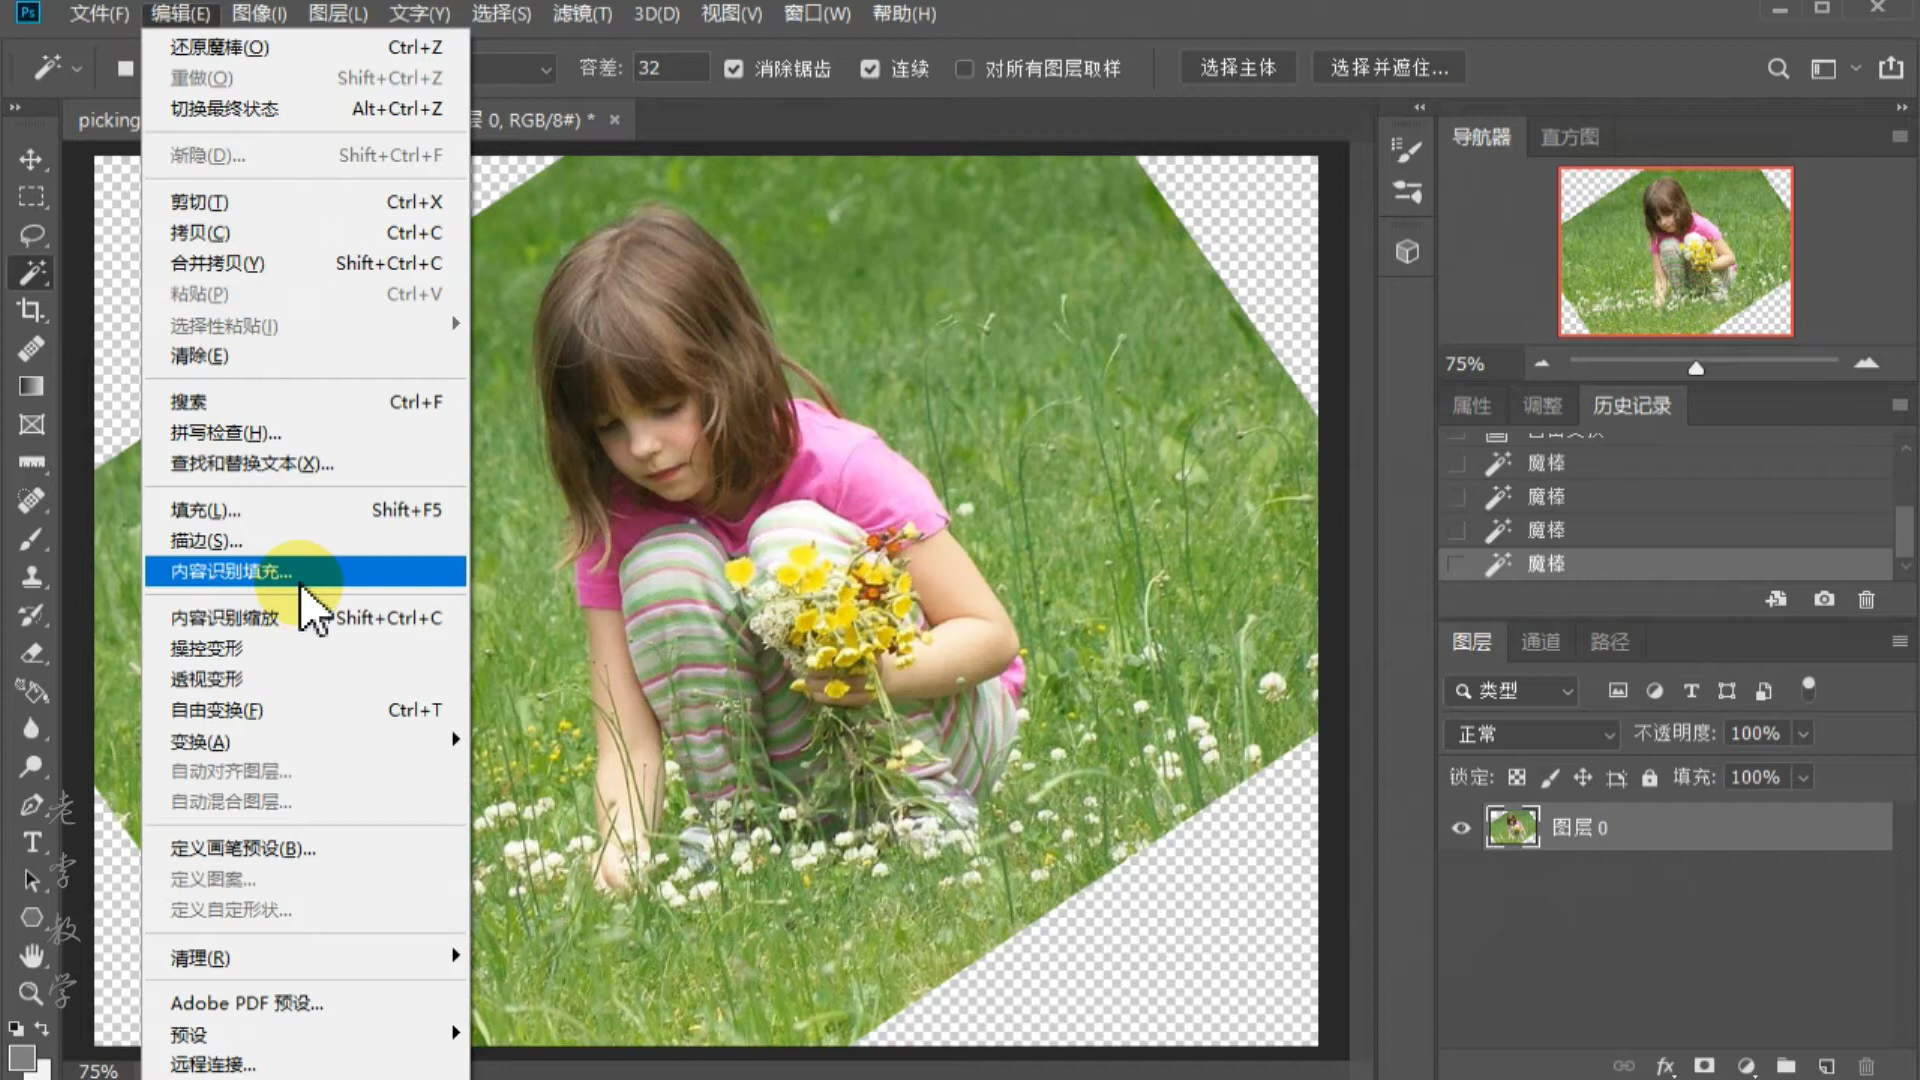 Ps 文件(F) 编辑(E) 图像(I) 图层(L) 文字(Y) 选择(S) 滤镜(T) 3D(D) 视图(V) 窗口(W) 帮助(H)
容差: 32 消除锯齿 连续 对所有图层取样 选择主体 选择并遮住...
picking
层 0, RGB/8#) * ×
还原魔棒(O) Ctrl+Z
重做(O) Shift+Ctrl+Z
切换最终状态 Alt+Ctrl+Z
渐隐(D)... Shift+Ctrl+F
剪切(T) Ctrl+X
拷贝(C) Ctrl+C
合并拷贝(Y) Shift+Ctrl+C
粘贴(P) Ctrl+V
选择性粘贴(I)
清除(E)
搜索 Ctrl+F
拼写检查(H)...
查找和替换文本(X)...
填充(L)... Shift+F5
描边(S)...
内容识别填充...
内容识别缩放 Shift+Ctrl+C
操控变形
透视变形
自由变换(F) Ctrl+T
变换(A)
自动对齐图层...
自动混合图层...
定义画笔预设(B)...
定义图案...
定义自定形状...
清理(R)
Adobe PDF 预设...
预设
远程连接...
75%
老李教学
导航器 直方图
75%
属性 调整 历史记录
魔棒
魔棒
魔棒
魔棒
图层 通道 路径
类型
正常 不透明度: 100%
锁定: 填充: 100%
图层 0
fx